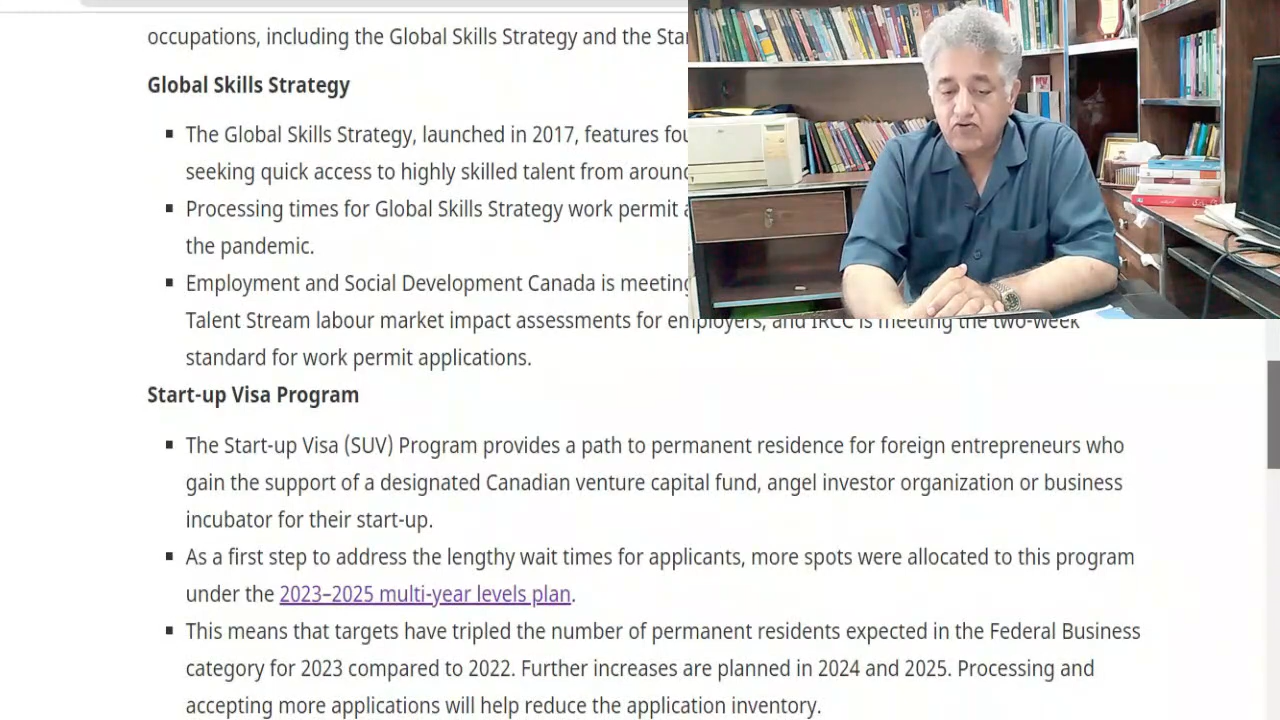 occupations, including the Global Skills Strategy and the
Global Skills Strategy
▪ The Global Skills Strategy, launched in 2017, features
seeking quick access to highly skilled talent from
▪ Processing times for Global Skills Strategy work permit
the pandemic.
▪ Employment and Social Development Canada is meeting
Talent Stream labour market impact assessments for employers, and IRCC is meeting the two-week
standard for work permit applications.
Start-up Visa Program
▪ The Start-up Visa (SUV) Program provides a path to permanent residence for foreign entrepreneurs who
gain the support of a designated Canadian venture capital fund, angel investor organization or business
incubator for their start-up.
▪ As a first step to address the lengthy wait times for applicants, more spots were allocated to this program
under the 2023–2025 multi-year levels plan.
▪ This means that targets have tripled the number of permanent residents expected in the Federal Business
category for 2023 compared to 2022. Further increases are planned in 2024 and 2025. Processing and
accepting more applications will help reduce the application inventory.